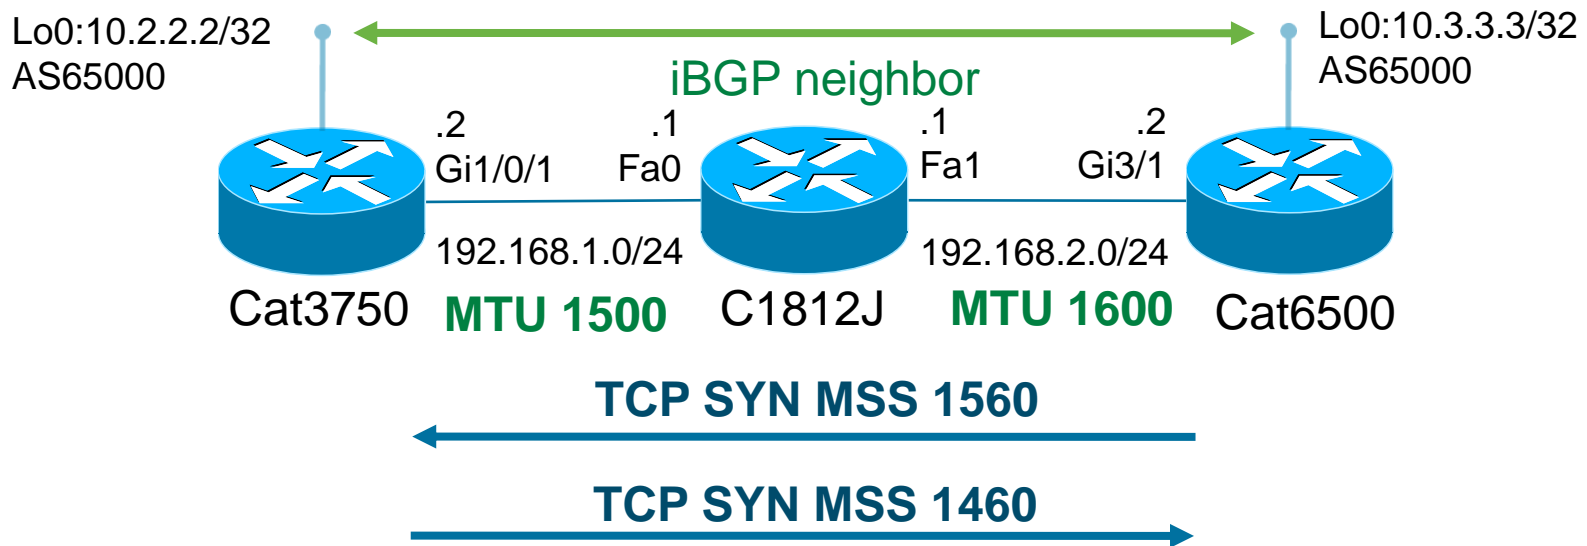 Lo0:10.2.2.2/32
AS65000
Lo0:10.3.3.3/32
AS65000
iBGP neighbor
.2
Gi1/0/1
.1
Fa0
.1
Fa1
.2
Gi3/1
192.168.1.0/24
192.168.2.0/24
Cat3750
MTU 1500
C1812J
MTU 1600
Cat6500
TCP SYN MSS 1560
TCP SYN MSS 1460